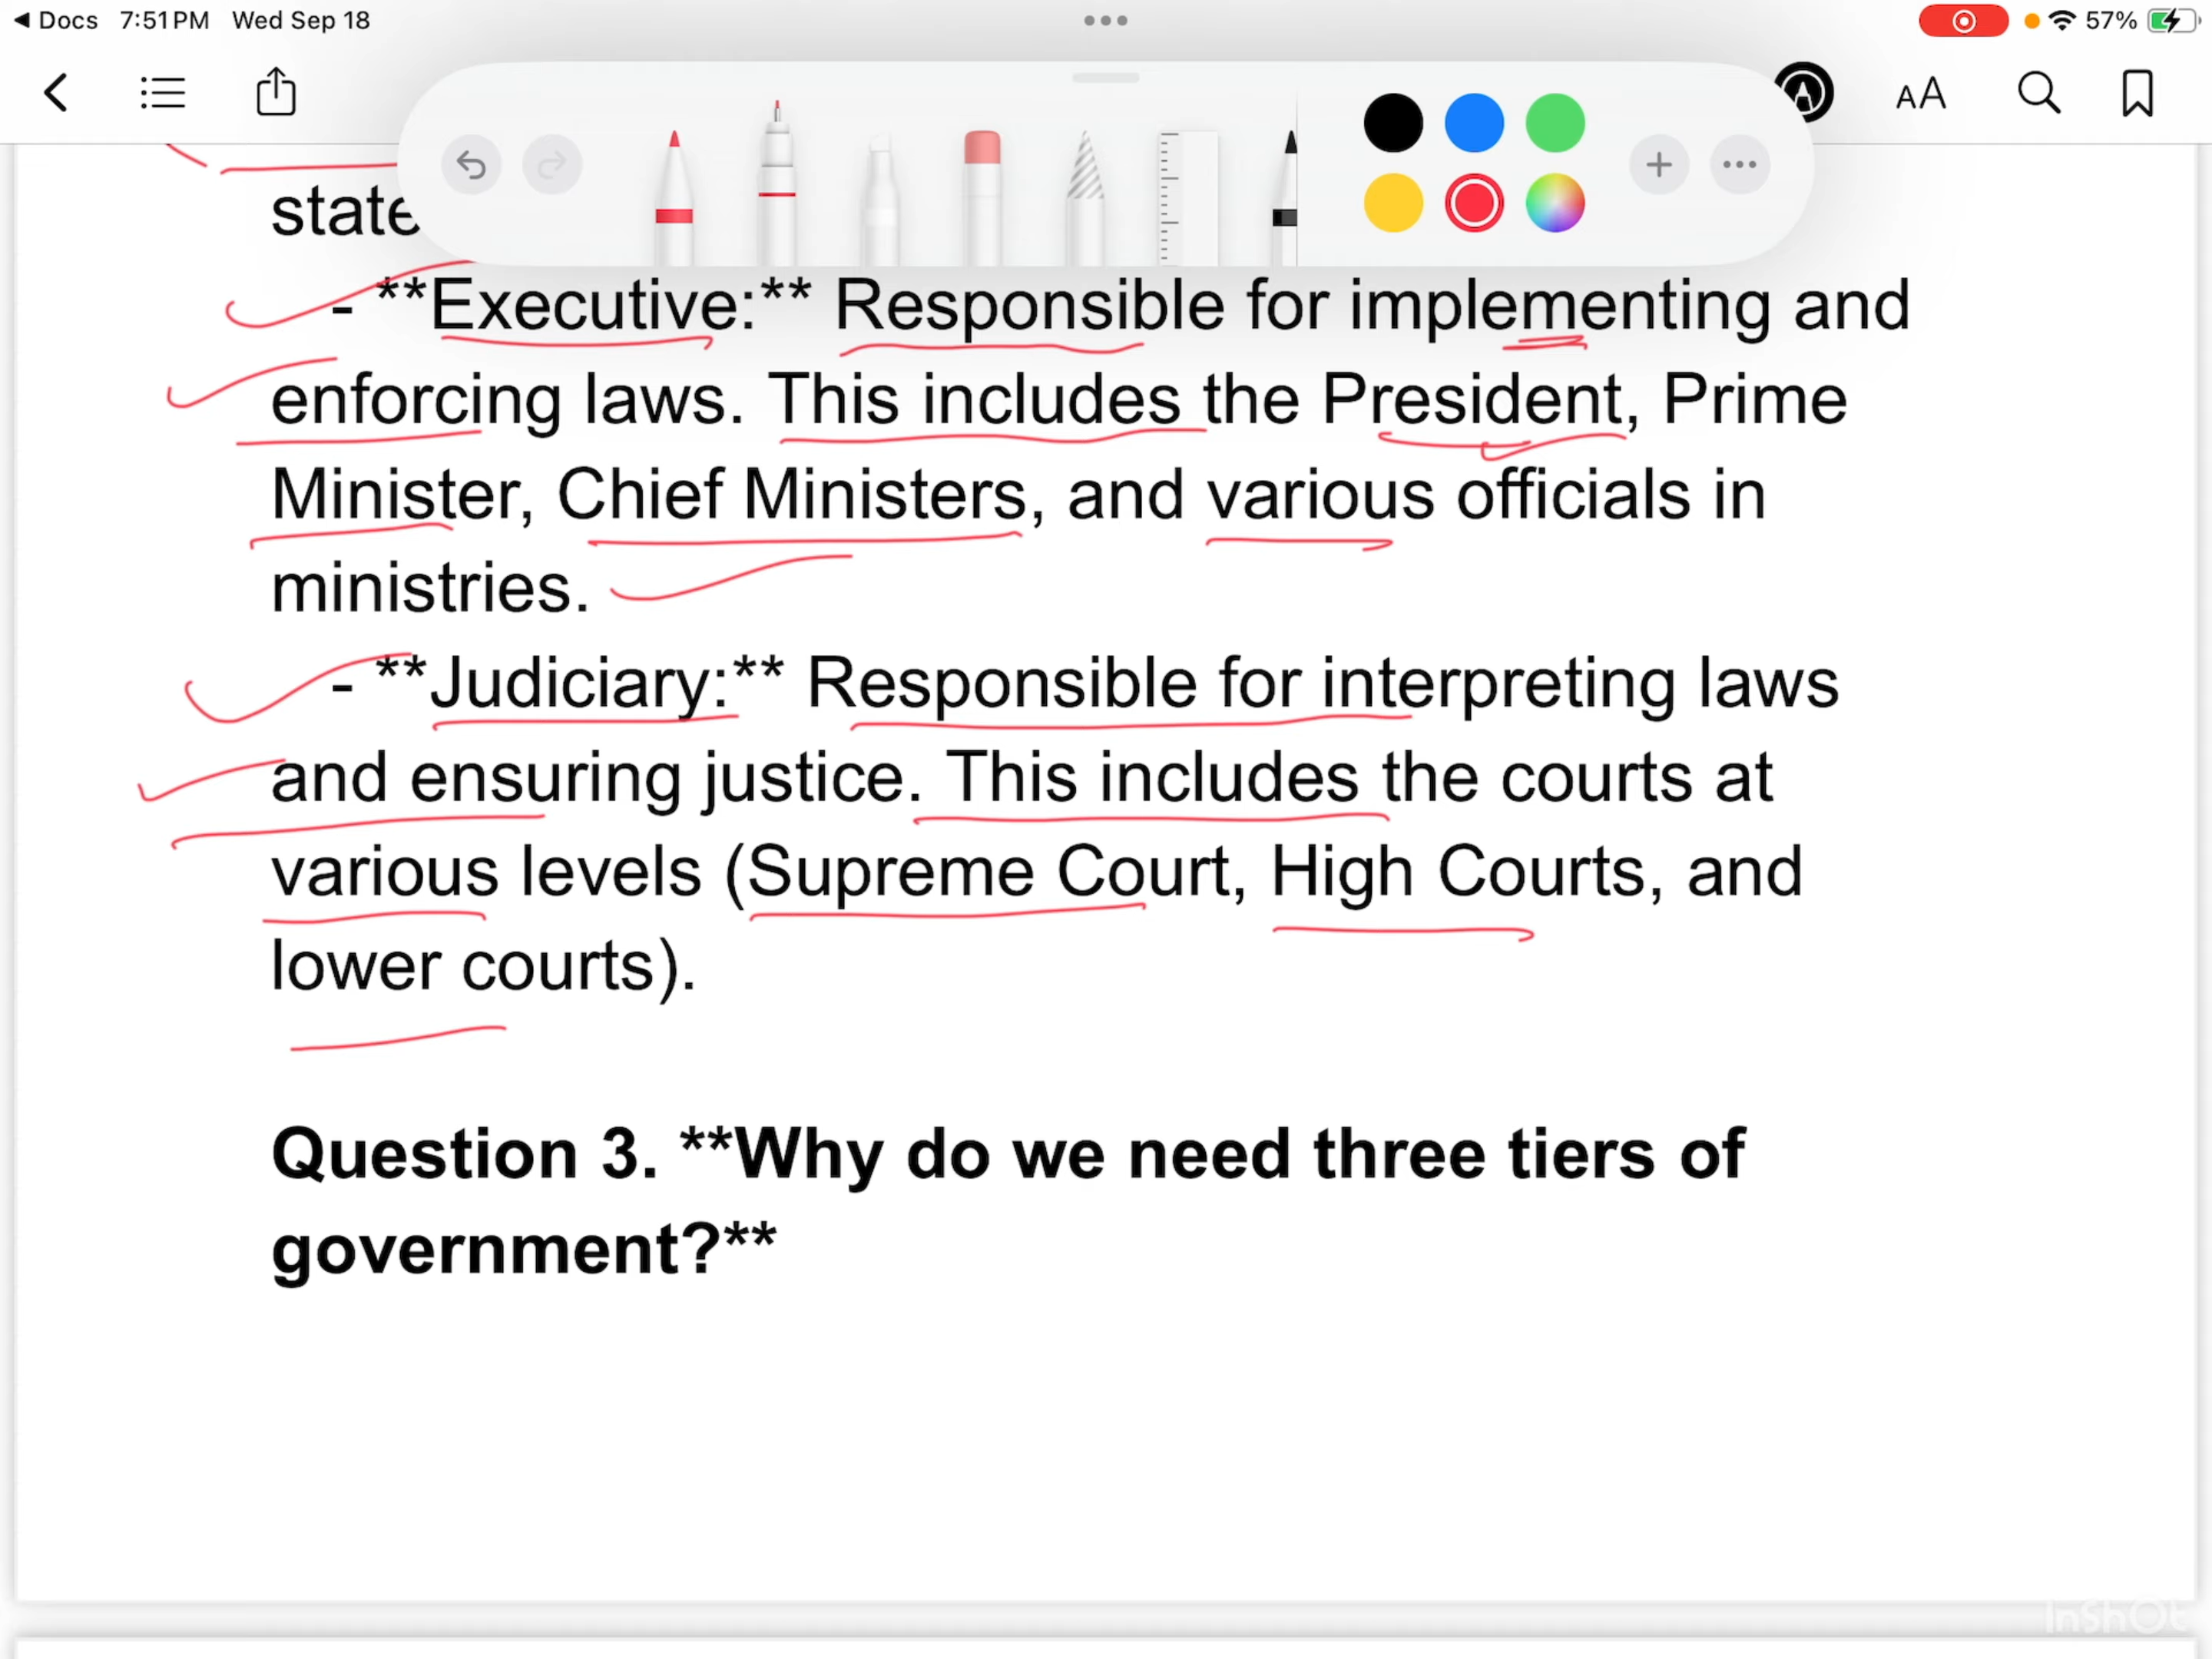 Docs 7:51 PM Wed Sep 18 57%
AA
state
- **Executive:** Responsible for implementing and
enforcing laws. This includes the President, Prime
Minister, Chief Ministers, and various officials in
ministries.
- **Judiciary:** Responsible for interpreting laws
and ensuring justice. This includes the courts at
various levels (Supreme Court, High Courts, and
lower courts).
Question 3. **Why do we need three tiers of
government?**
InShOt